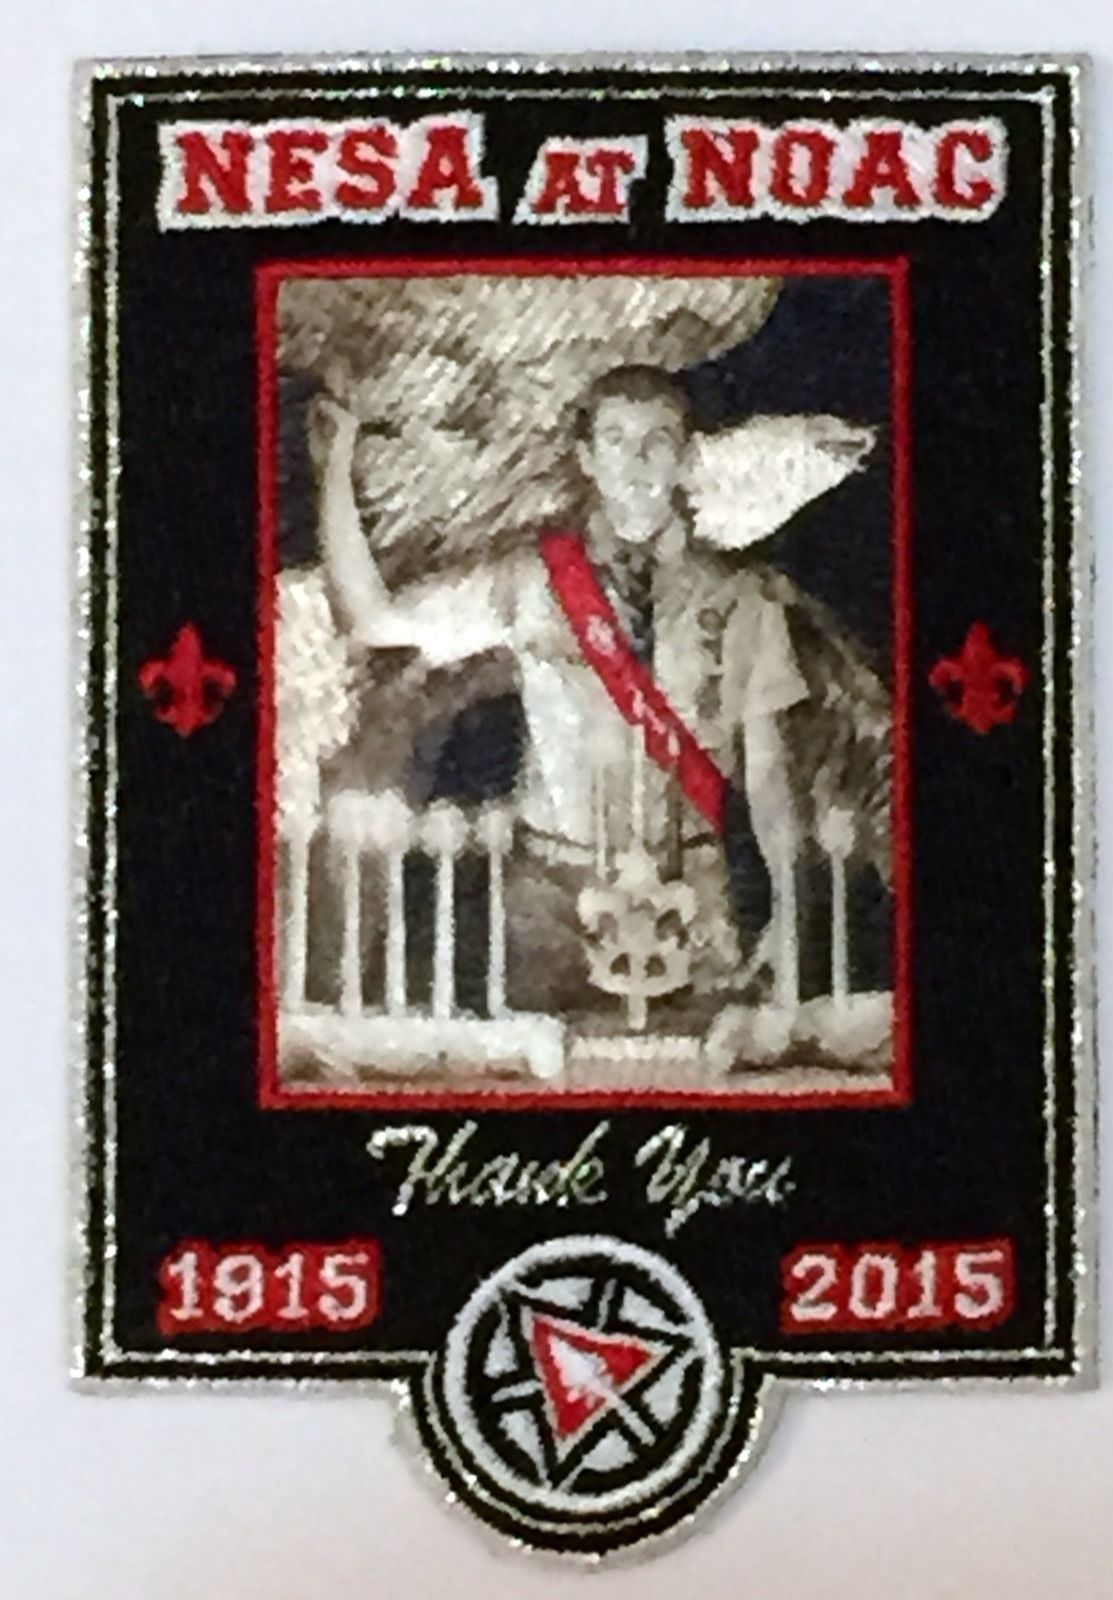 NESA AT NOAC
Thank You
1915 2015